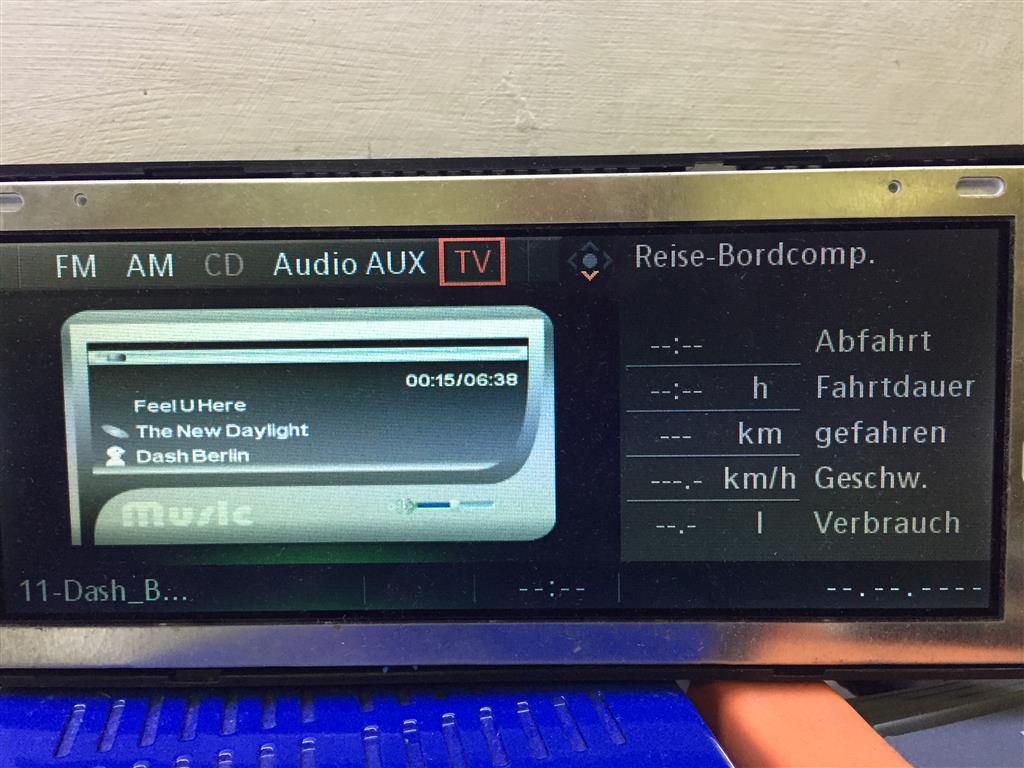 FM AM CD Audio AUX TV
Reise-Bordcomp.
00:15/06:38
Feel U Here
The New Daylight
Dash Berlin
Music
--:-- Abfahrt
--:-- h Fahrtdauer
--- km gefahren
---.- km/h Geschw.
--.- l Verbrauch
11-Dash_B... --:-- --.--.----